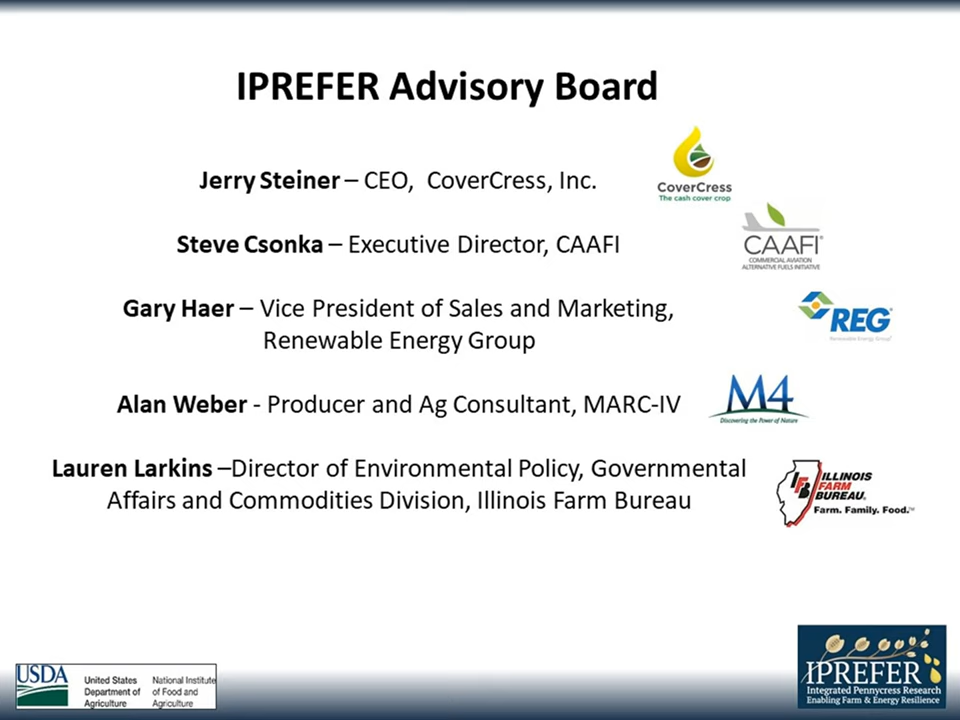 IPREFER Advisory Board
Jerry Steiner – CEO, CoverCress, Inc.
CoverCress
The cash cover crop
Steve Csonka – Executive Director, CAAFI
CAAFI®
COMMERCIAL AVIATION
ALTERNATIVE FUELS INITIATIVE
Gary Haer – Vice President of Sales and Marketing,
Renewable Energy Group
REG
Renewable Energy Group
Alan Weber - Producer and Ag Consultant, MARC-IV
M4
Discovering the Power of Nature
Lauren Larkins –Director of Environmental Policy, Governmental
Affairs and Commodities Division, Illinois Farm Bureau
IFB
ILLINOIS
FARM
BUREAU®
Farm. Family. Food.™
USDA
United States
Department of
Agriculture
National Institute
of Food and
Agriculture
IPREFER
Integrated Pennycress Research
Enabling Farm & Energy Resilience